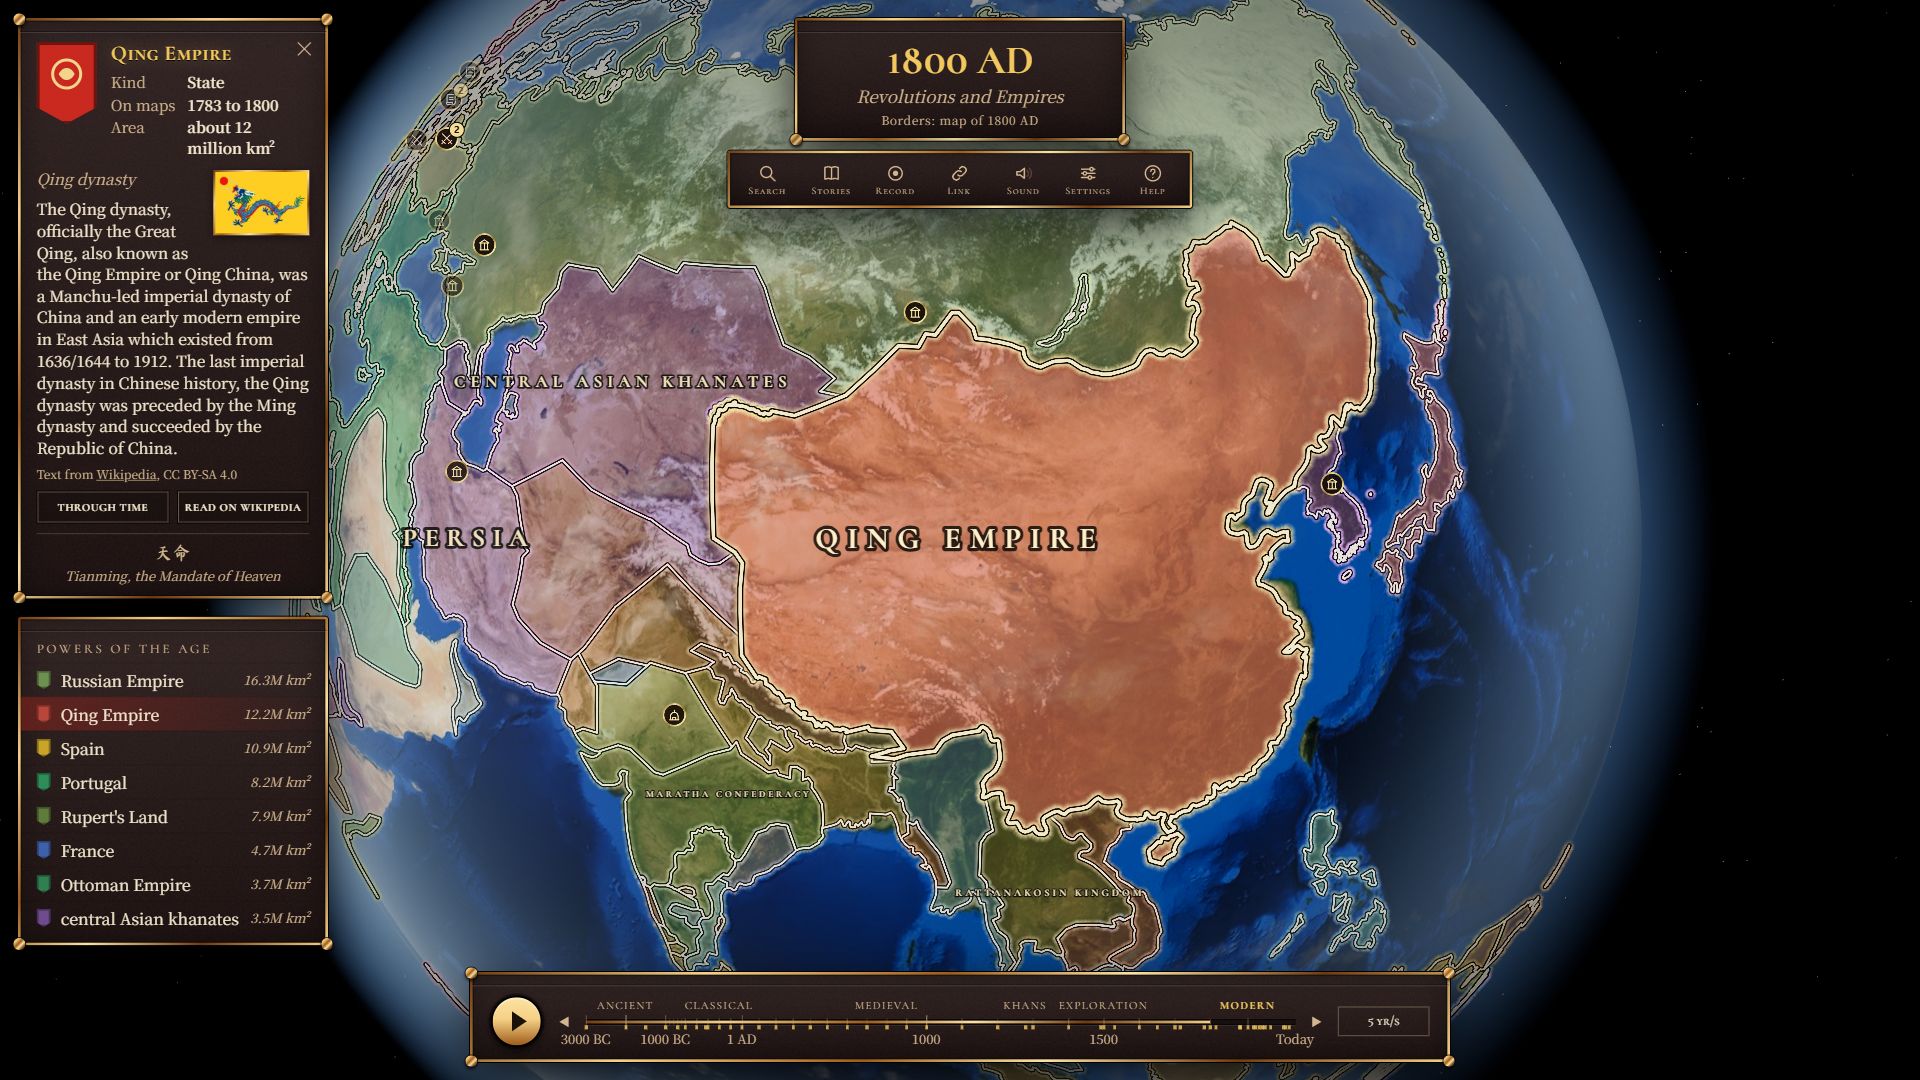 Qing Empire
Kind State
On maps 1783 to 1800
Area about 12
million km²
Qing dynasty
The Qing dynasty,
officially the Great
Qing, also known as
the Qing Empire or Qing China, was
a Manchu-led imperial dynasty of
China and an early modern empire
in East Asia which existed from
1636/1644 to 1912. The last imperial
dynasty in Chinese history, the Qing
dynasty was preceded by the Ming
dynasty and succeeded by the
Republic of China.
Text from Wikipedia, CC BY-SA 4.0
THROUGH TIME READ ON WIKIPEDIA
天命
Tianming, the Mandate of Heaven
POWERS OF THE AGE
Russian Empire 16.3M km²
Qing Empire 12.2M km²
Spain 10.9M km²
Portugal 8.2M km²
Rupert's Land 7.9M km²
France 4.7M km²
Ottoman Empire 3.7M km²
central Asian khanates 3.5M km²
1800 AD
Revolutions and Empires
Borders: map of 1800 AD
SEARCH STORIES RECORD LINK SOUND SETTINGS HELP
2
2
CENTRAL ASIAN KHANATES
PERSIA
QING EMPIRE
MARATHA CONFEDERACY
RATTANAKOSIN KINGDOM
ANCIENT CLASSICAL MEDIEVAL KHANS EXPLORATION MODERN
3000 BC 1000 BC 1 AD 1000 1500 Today
5 YR/S